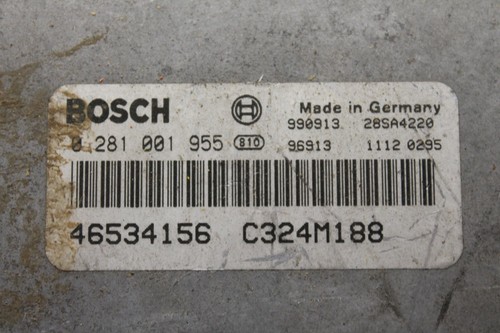 BOSCH
Made in Germany
0 281 001 955 810
990913 28SA4220
96913 1112 0295
46534156 C324M188